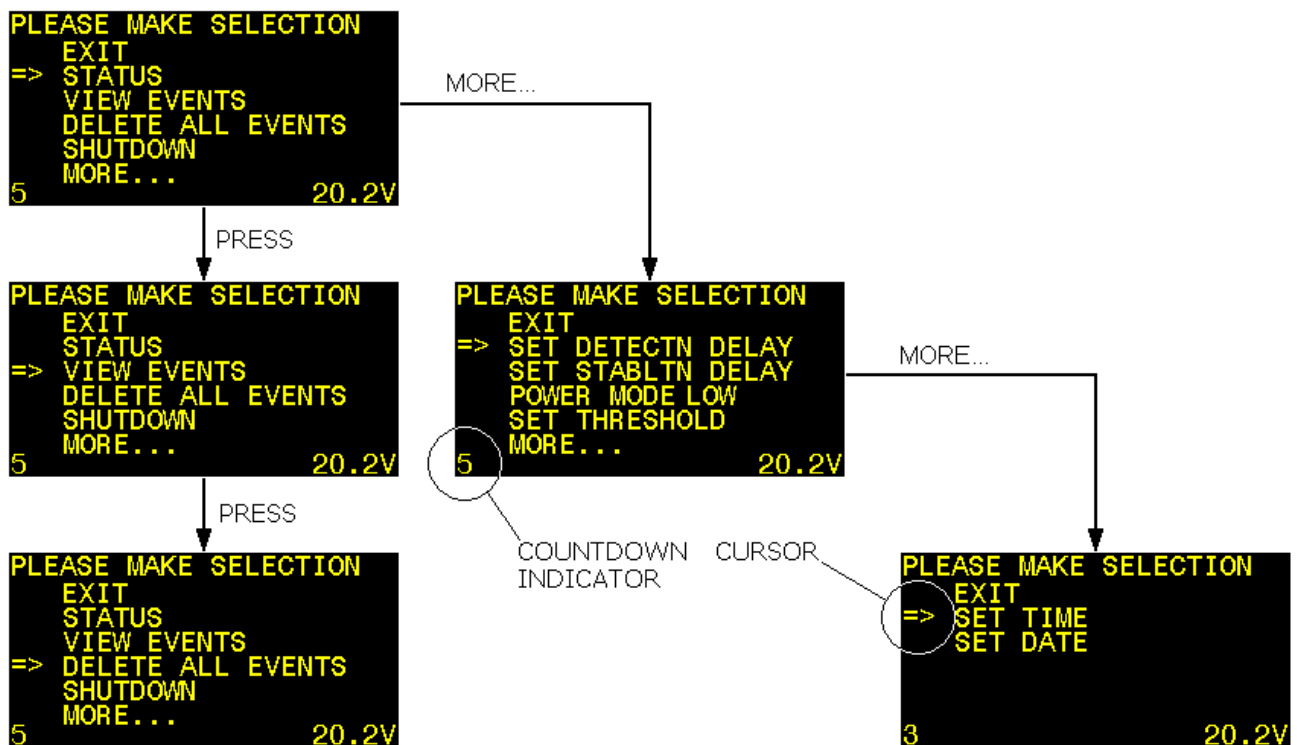 PLEASE MAKE SELECTION
EXIT
=> STATUS
VIEW EVENTS
DELETE ALL EVENTS
SHUTDOWN
MORE...
5 20.2V
MORE...
PRESS
PLEASE MAKE SELECTION
EXIT
STATUS
=> VIEW EVENTS
DELETE ALL EVENTS
SHUTDOWN
MORE...
5 20.2V
PLEASE MAKE SELECTION
EXIT
=> SET DETECTN DELAY
SET STABLTN DELAY
POWER MODE LOW
SET THRESHOLD
MORE...
5 20.2V
MORE...
PRESS
COUNTDOWN INDICATOR
CURSOR
PLEASE MAKE SELECTION
EXIT
STATUS
VIEW EVENTS
=> DELETE ALL EVENTS
SHUTDOWN
MORE...
5 20.2V
PLEASE MAKE SELECTION
EXIT
=> SET TIME
SET DATE
3 20.2V